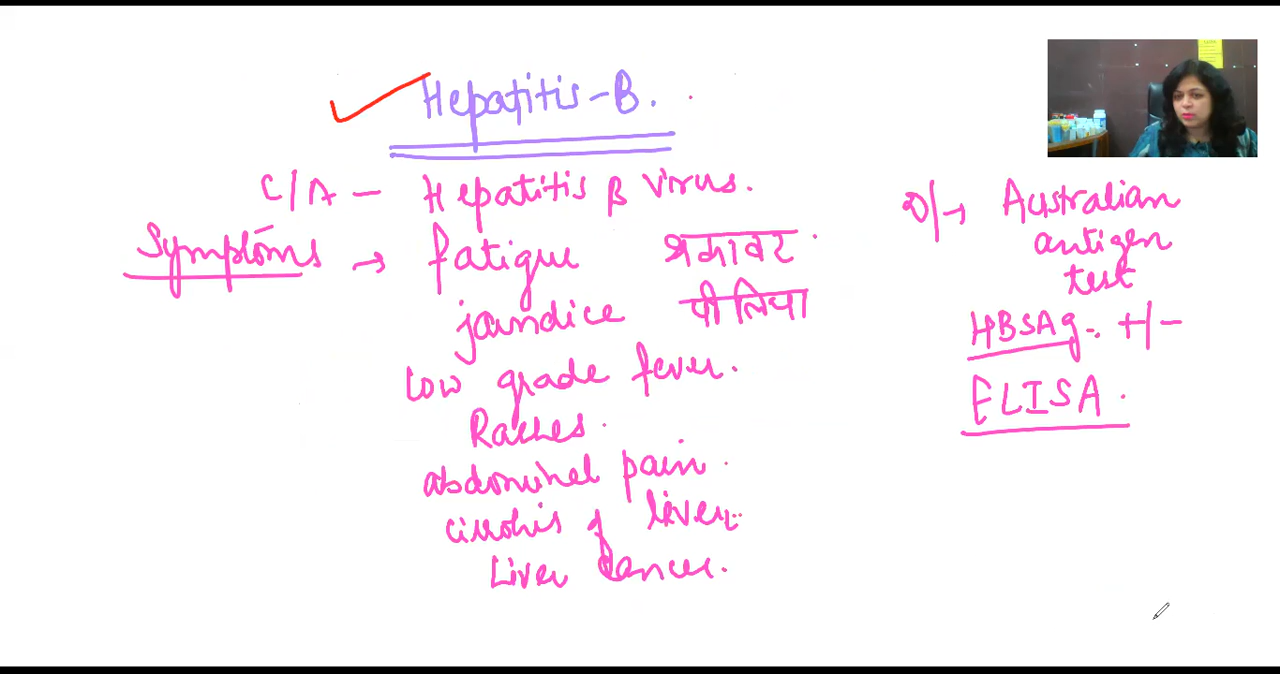 Hepatitis-B.
C/A - Hepatitis B virus.
Symptoms → fatigue थकावट
jaundice पीलिया
low grade fever.
Rashes.
abdominal pain.
cirrohis of liver.
Liver cancer.
D/→ Australian
antigen
test
HBSAg. +/-
ELISA.